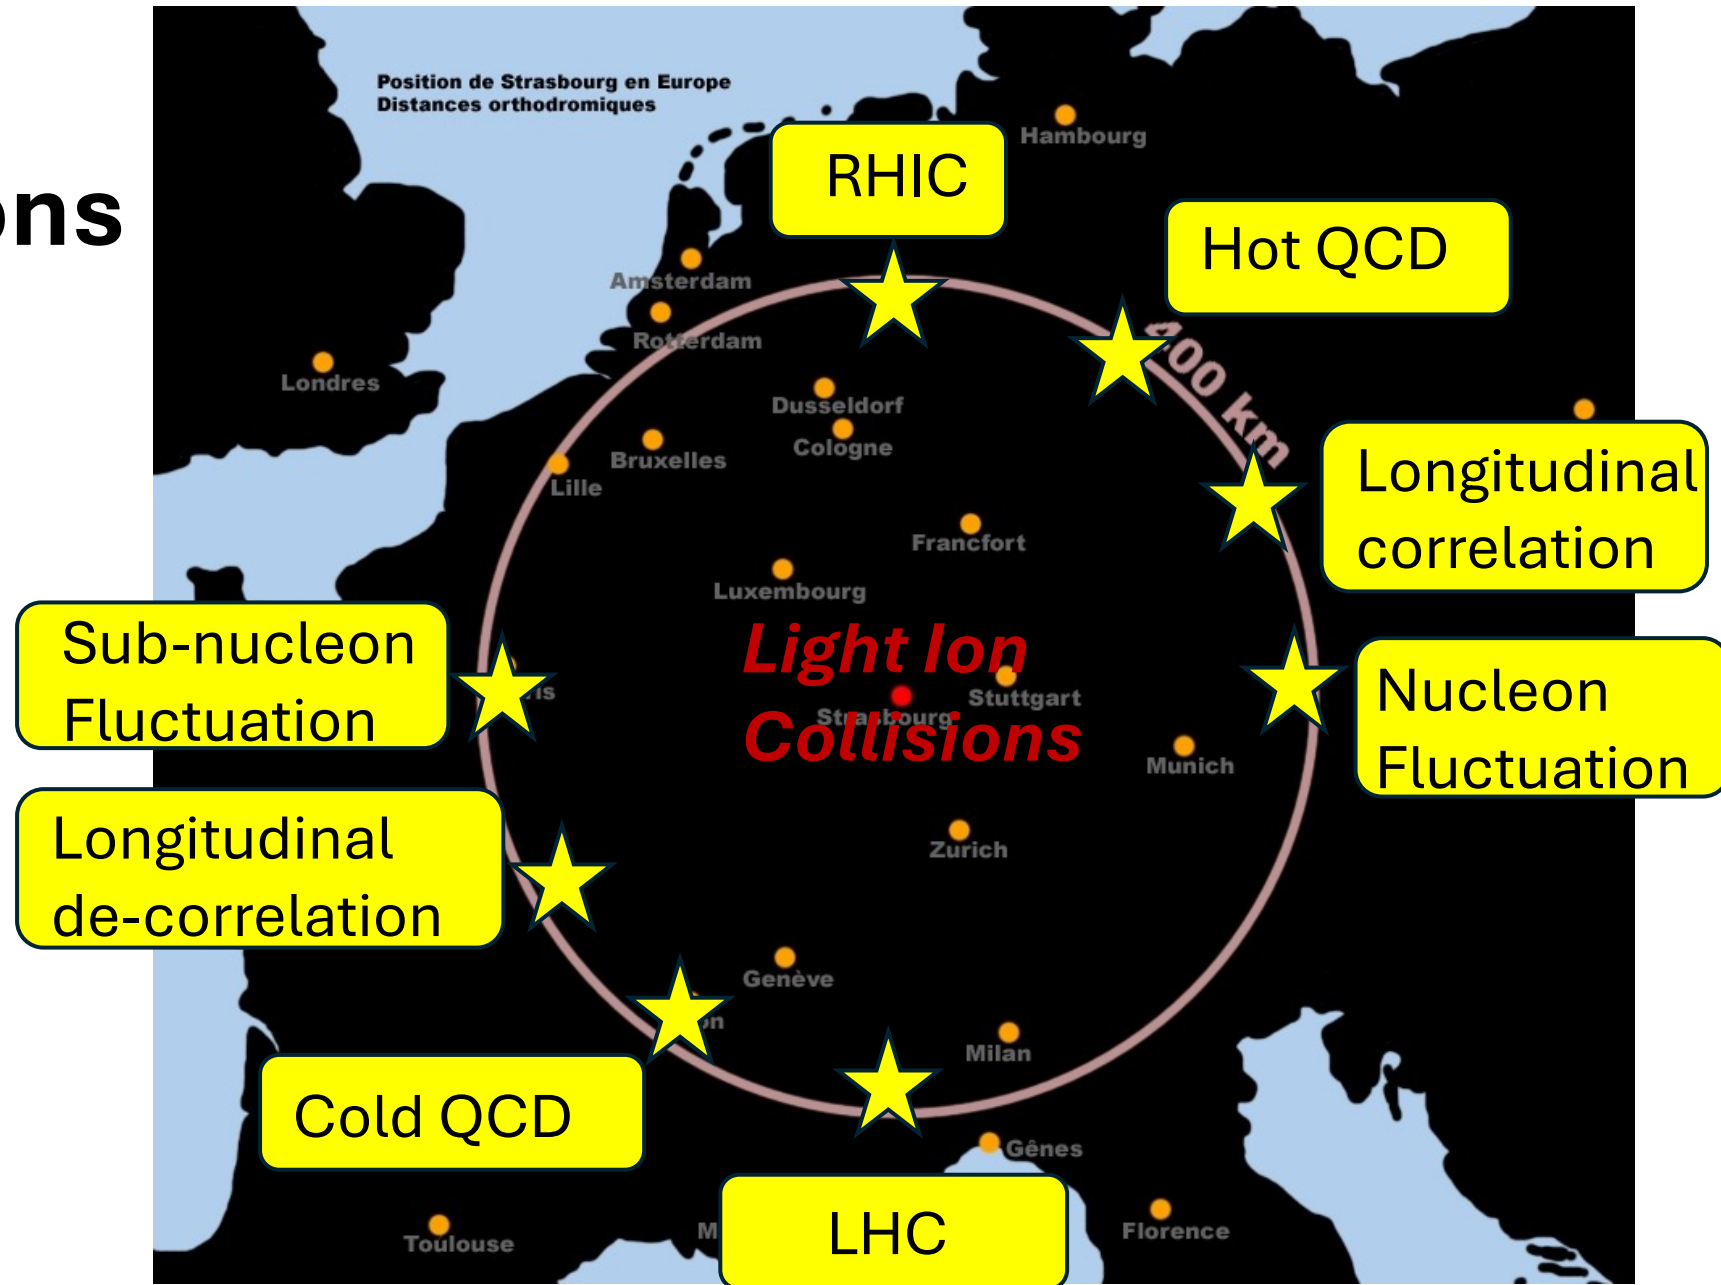 Position de Strasbourg en Europe
Distances orthodromiques
Hambourg
RHIC
ons
Hot QCD
Amsterdam
Rotterdam
400 km
Londres
Dusseldorf
Cologne
Bruxelles
Lille
Longitudinal
correlation
Francfort
Luxembourg
Sub-nucleon
Fluctuation
Light Ion
Collisions
Stuttgart
Strasbourg
Nucleon
Fluctuation
Munich
Longitudinal
de-correlation
Zurich
Genève
Milan
Cold QCD
Gênes
LHC
Toulouse
Florence